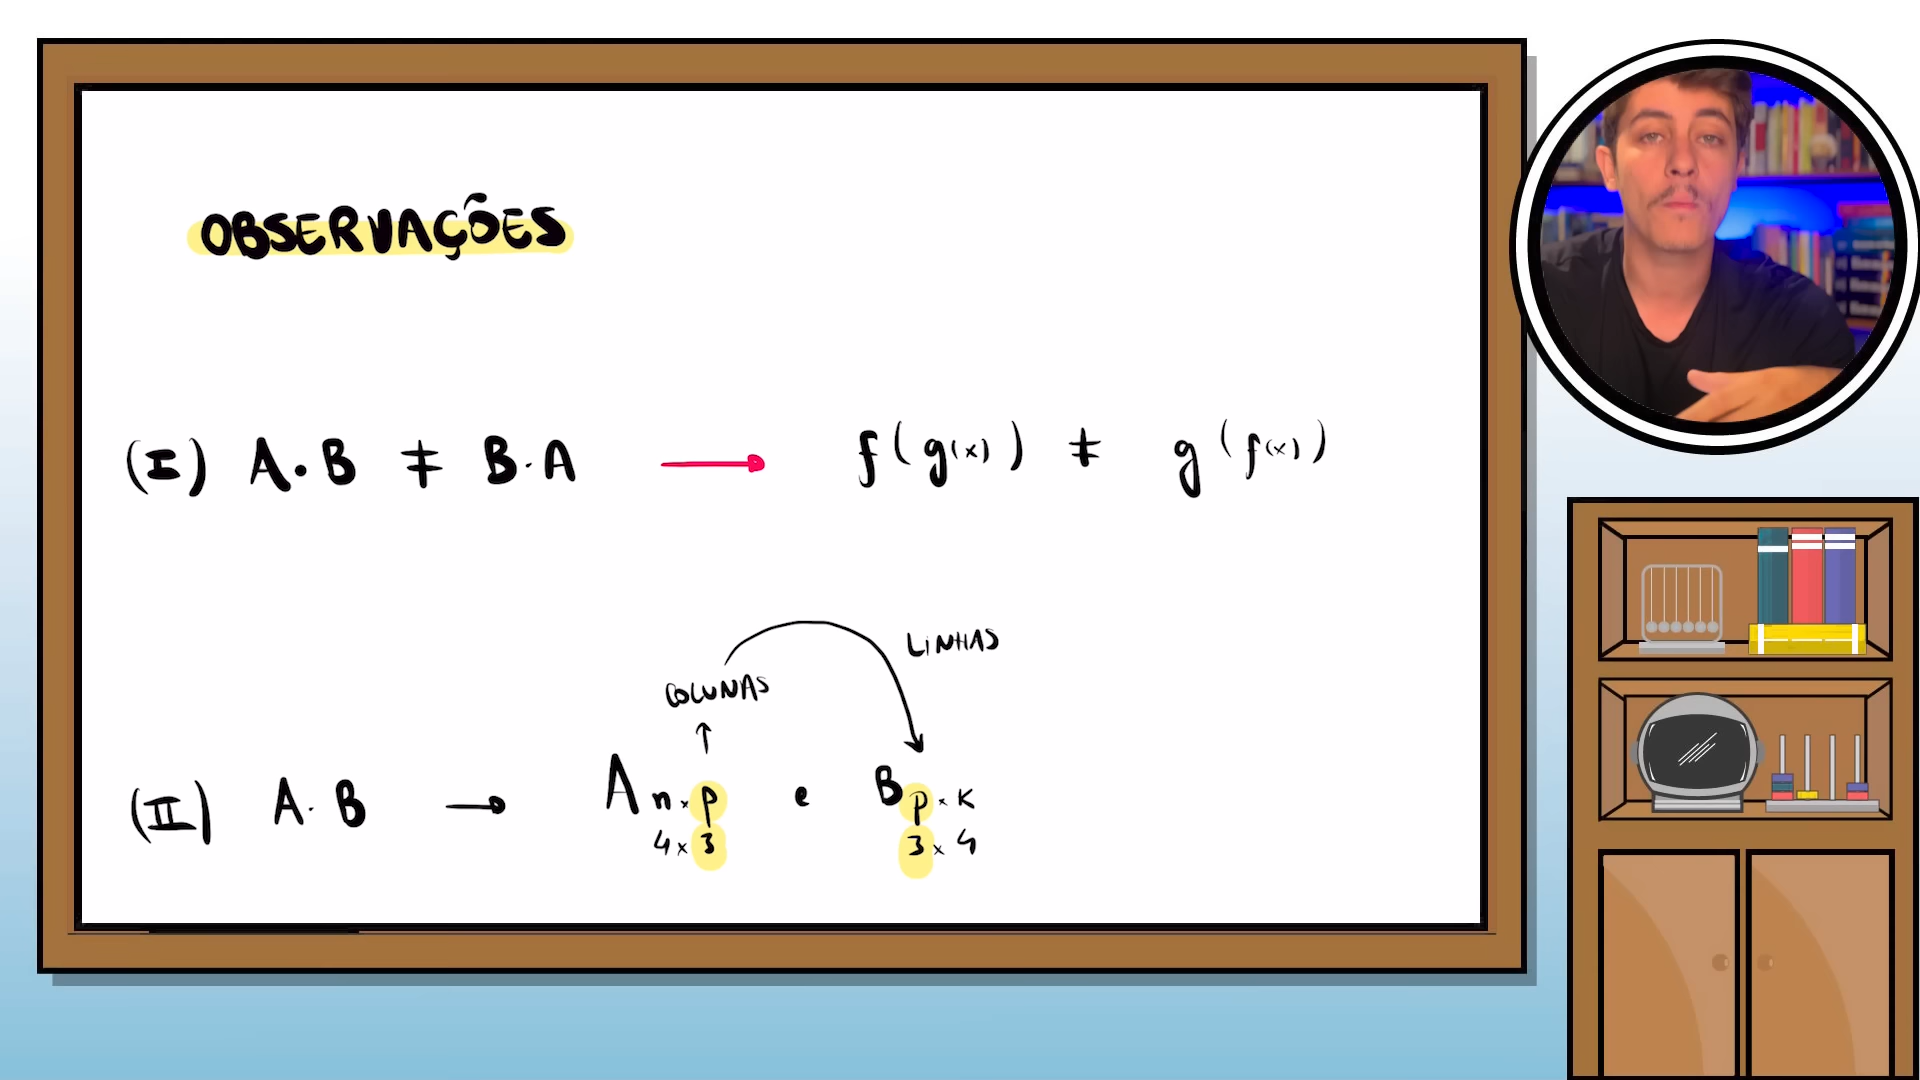 OBSERVAÇÕES
(I) A·B ≠ B·A → f(g(x)) ≠ g(f(x))
LINHAS
COLUNAS
↑
(II) A·B → A n×p e B p×K
4×3 3×4